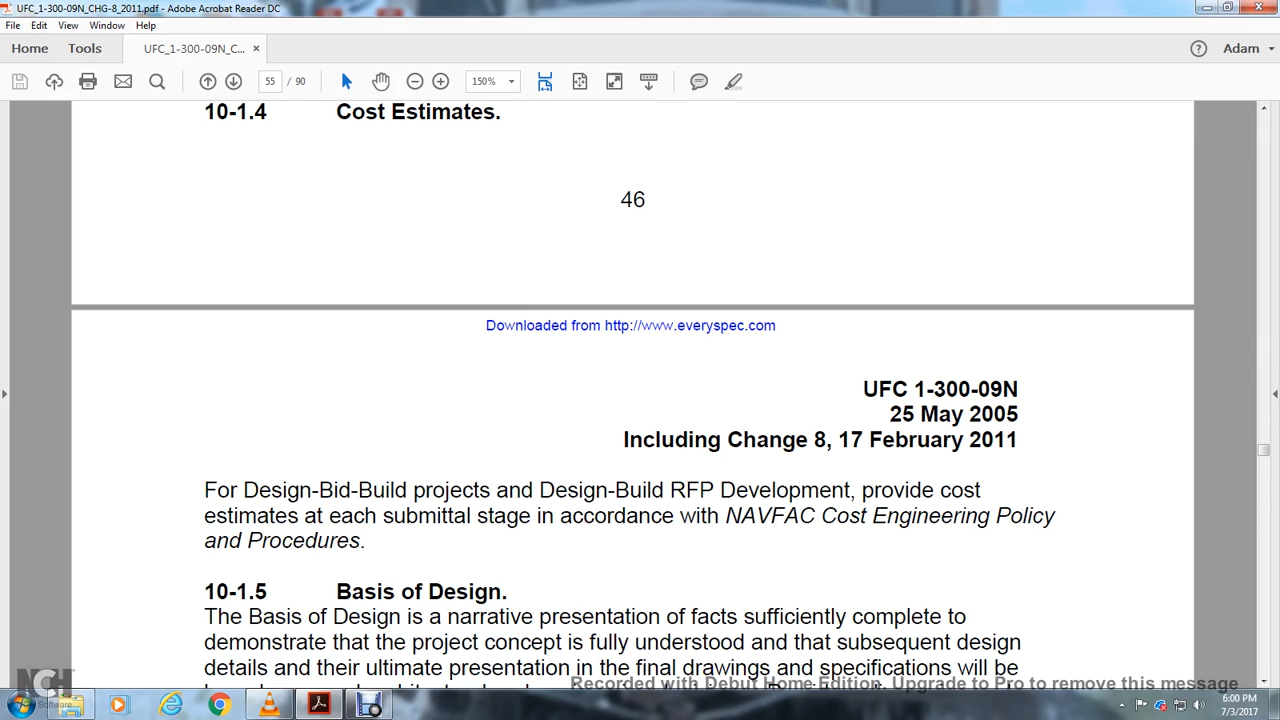 UFC_1-300-09N_CHG-8_2011.pdf - Adobe Acrobat Reader DC
File Edit View Window Help
Home Tools UFC_1-300-09N_C... × Adam
55 / 90 150%
10-1.4 Cost Estimates.
46
Downloaded from http://www.everyspec.com
UFC 1-300-09N
25 May 2005
Including Change 8, 17 February 2011
For Design-Bid-Build projects and Design-Build RFP Development, provide cost
estimates at each submittal stage in accordance with NAVFAC Cost Engineering Policy
and Procedures.
10-1.5 Basis of Design.
The Basis of Design is a narrative presentation of facts sufficiently complete to
demonstrate that the project concept is fully understood and that subsequent design
details and their ultimate presentation in the final drawings and specifications will be
Recorded with Debut Home Edition. Upgrade to Pro to remove this message
NCH
Software
6:00 PM
7/3/2017